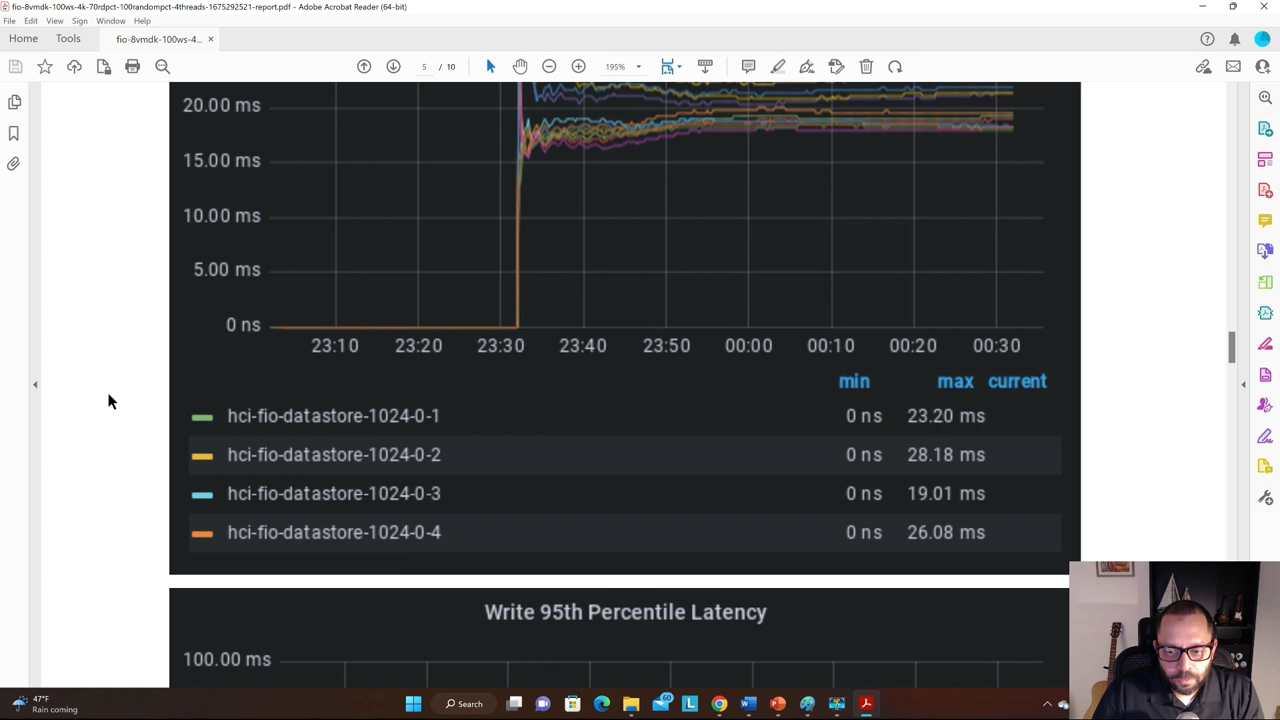 fio-8vmdk-100ws-4k-70rdpct-100randompct-4threads-1675292521-report.pdf - Adobe Acrobat Reader (64-bit)
File Edit View Sign Window Help
Home Tools fio-8vmdk-100ws-4...
5 / 10 195%
20.00 ms
15.00 ms
10.00 ms
5.00 ms
0 ns
23:10 23:20 23:30 23:40 23:50 00:00 00:10 00:20 00:30
min max current
hci-fio-datastore-1024-0-1 0 ns 23.20 ms
hci-fio-datastore-1024-0-2 0 ns 28.18 ms
hci-fio-datastore-1024-0-3 0 ns 19.01 ms
hci-fio-datastore-1024-0-4 0 ns 26.08 ms
Write 95th Percentile Latency
100.00 ms
47°F
Rain coming
Search
60